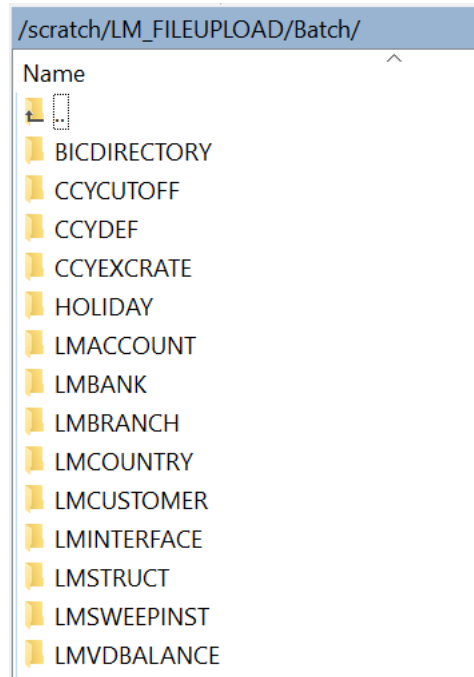 /scratch/LM_FILEUPLOAD/Batch/
Name
..
BICDIRECTORY
CCYCUTOFF
CCYDEF
CCYEXCRATE
HOLIDAY
LMACCOUNT
LMBANK
LMBRANCH
LMCOUNTRY
LMCUSTOMER
LMINTERFACE
LMSTRUCT
LMSWEEPINST
LMVDBALANCE